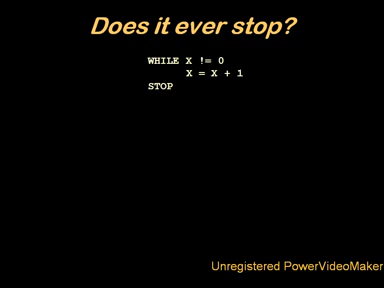 Does it ever stop?
WHILE X != 0
X = X + 1
STOP
Unregistered PowerVideoMaker